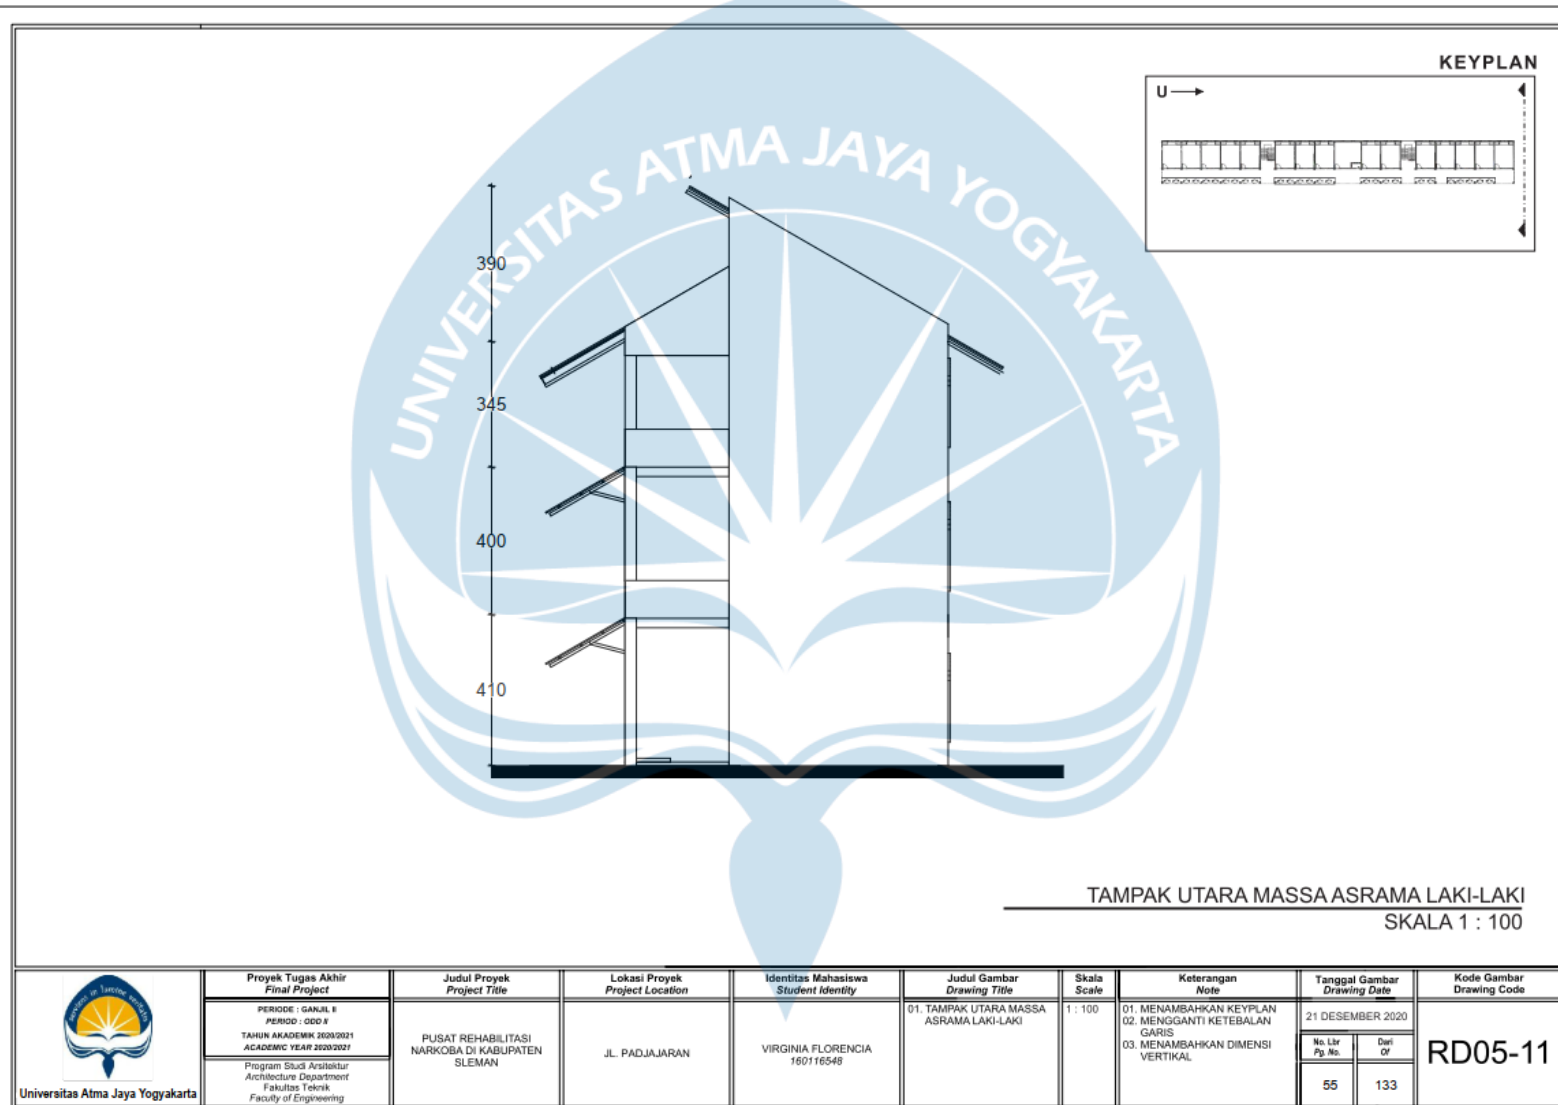 KEYPLAN
U
UNIVERSITAS ATMA JAYA YOGYAKARTA
390
345
400
410
TAMPAK UTARA MASSA ASRAMA LAKI-LAKI
SKALA 1 : 100
serviens in lumine veritatis
Universitas Atma Jaya Yogyakarta
Proyek Tugas Akhir
Final Project
PERIODE : GANJIL II
PERIOD : ODD II
TAHUN AKADEMIK 2020/2021
ACADEMIC YEAR 2020/2021
Program Studi Arsitektur
Architecture Department
Fakultas Teknik
Faculty of Engineering
Judul Proyek
Project Title
PUSAT REHABILITASI
NARKOBA DI KABUPATEN
SLEMAN
Lokasi Proyek
Project Location
JL. PADJAJARAN
Identitas Mahasiswa
Student Identity
VIRGINIA FLORENCIA
160116548
Judul Gambar
Drawing Title
01. TAMPAK UTARA MASSA
ASRAMA LAKI-LAKI
Skala
Scale
1 : 100
Keterangan
Note
01. MENAMBAHKAN KEYPLAN
02. MENGGANTI KETEBALAN
GARIS
03. MENAMBAHKAN DIMENSI
VERTIKAL
Tanggal Gambar
Drawing Date
21 DESEMBER 2020
No. Lbr
Pg. No.
Dari
Of
55
133
Kode Gambar
Drawing Code
RD05-11